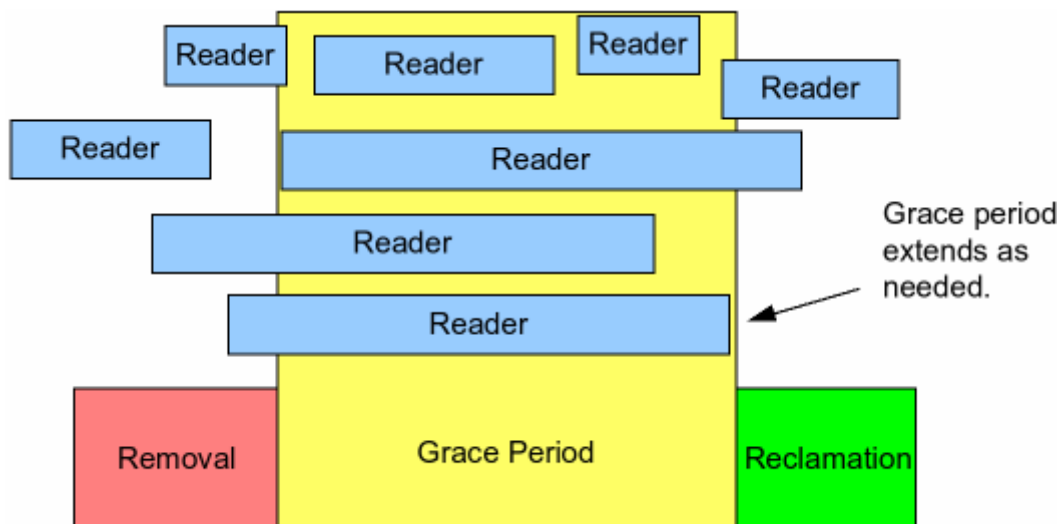 Reader
Reader
Reader
Reader
Reader
Reader
Reader
Reader
Grace period
extends as
needed.
Removal
Grace Period
Reclamation